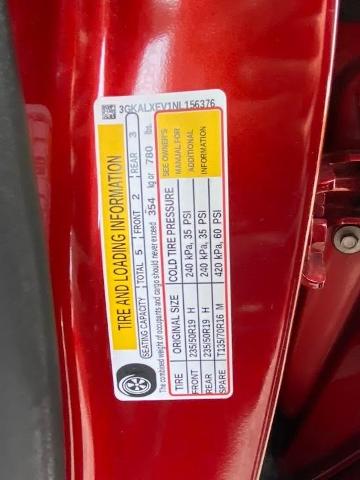 3GKALXEV1NL156376
TIRE AND LOADING INFORMATION
SEATING CAPACITY TOTAL 5 FRONT 2 REAR 3
The combined weight of occupants and cargo should never exceed 354 kg or 780 lbs.
TIRE ORIGINAL SIZE COLD TIRE PRESSURE
FRONT 235/50R19 H 240 kPa, 35 PSI
REAR 235/50R19 H 240 kPa, 35 PSI
SPARE T135/70R16 M 420 kPa, 60 PSI
SEE OWNER'S
MANUAL FOR
ADDITIONAL
INFORMATION